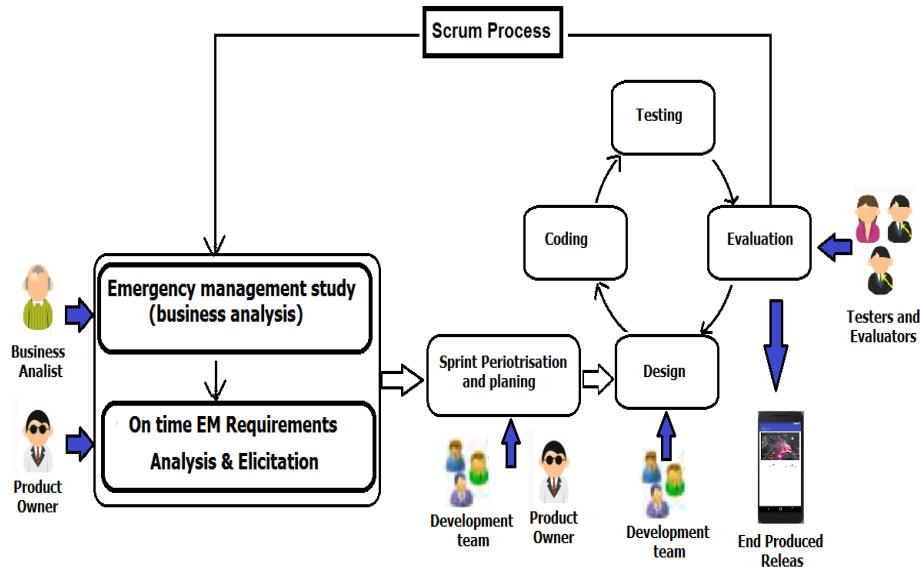 Scrum Process
Testing
Coding
Evaluation
Emergency management study
(business analysis)
Business
Analist
Testers and
Evaluators
Sprint Periotrisation
and planing
Design
On time EM Requirements
Analysis & Elicitation
Product
Owner
Development
team
Product
Owner
Development
team
End Produced
Releas